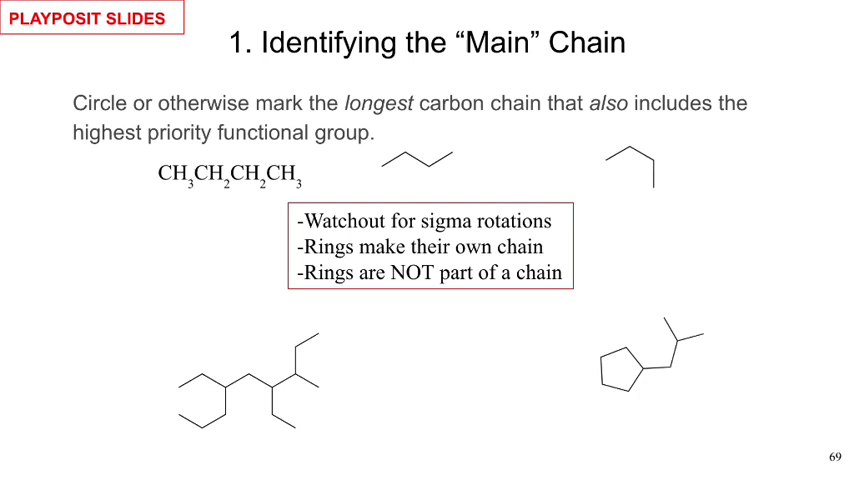 PLAYPOSIT SLIDES
1. Identifying the “Main” Chain
Circle or otherwise mark the longest carbon chain that also includes the
highest priority functional group.
CH₃CH₂CH₂CH₃
-Watchout for sigma rotations
-Rings make their own chain
-Rings are NOT part of a chain
69